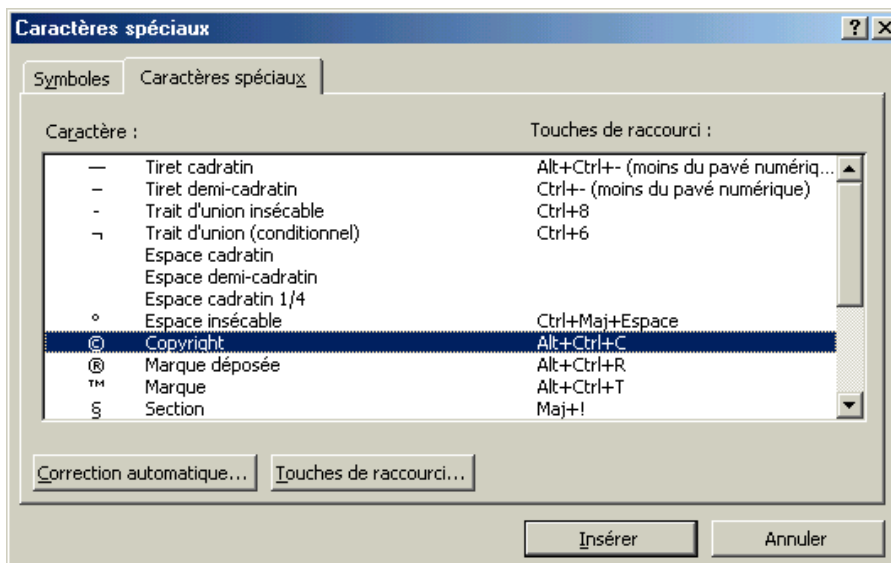 Caractères spéciaux
Symboles Caractères spéciaux
Caractère : Touches de raccourci :
— Tiret cadratin Alt+Ctrl+- (moins du pavé numériq...
– Tiret demi-cadratin Ctrl+- (moins du pavé numérique)
- Trait d'union insécable Ctrl+8
¬ Trait d'union (conditionnel) Ctrl+6
Espace cadratin
Espace demi-cadratin
Espace cadratin 1/4
° Espace insécable Ctrl+Maj+Espace
© Copyright Alt+Ctrl+C
® Marque déposée Alt+Ctrl+R
™ Marque Alt+Ctrl+T
§ Section Maj+!
Correction automatique... Touches de raccourci...
Insérer Annuler